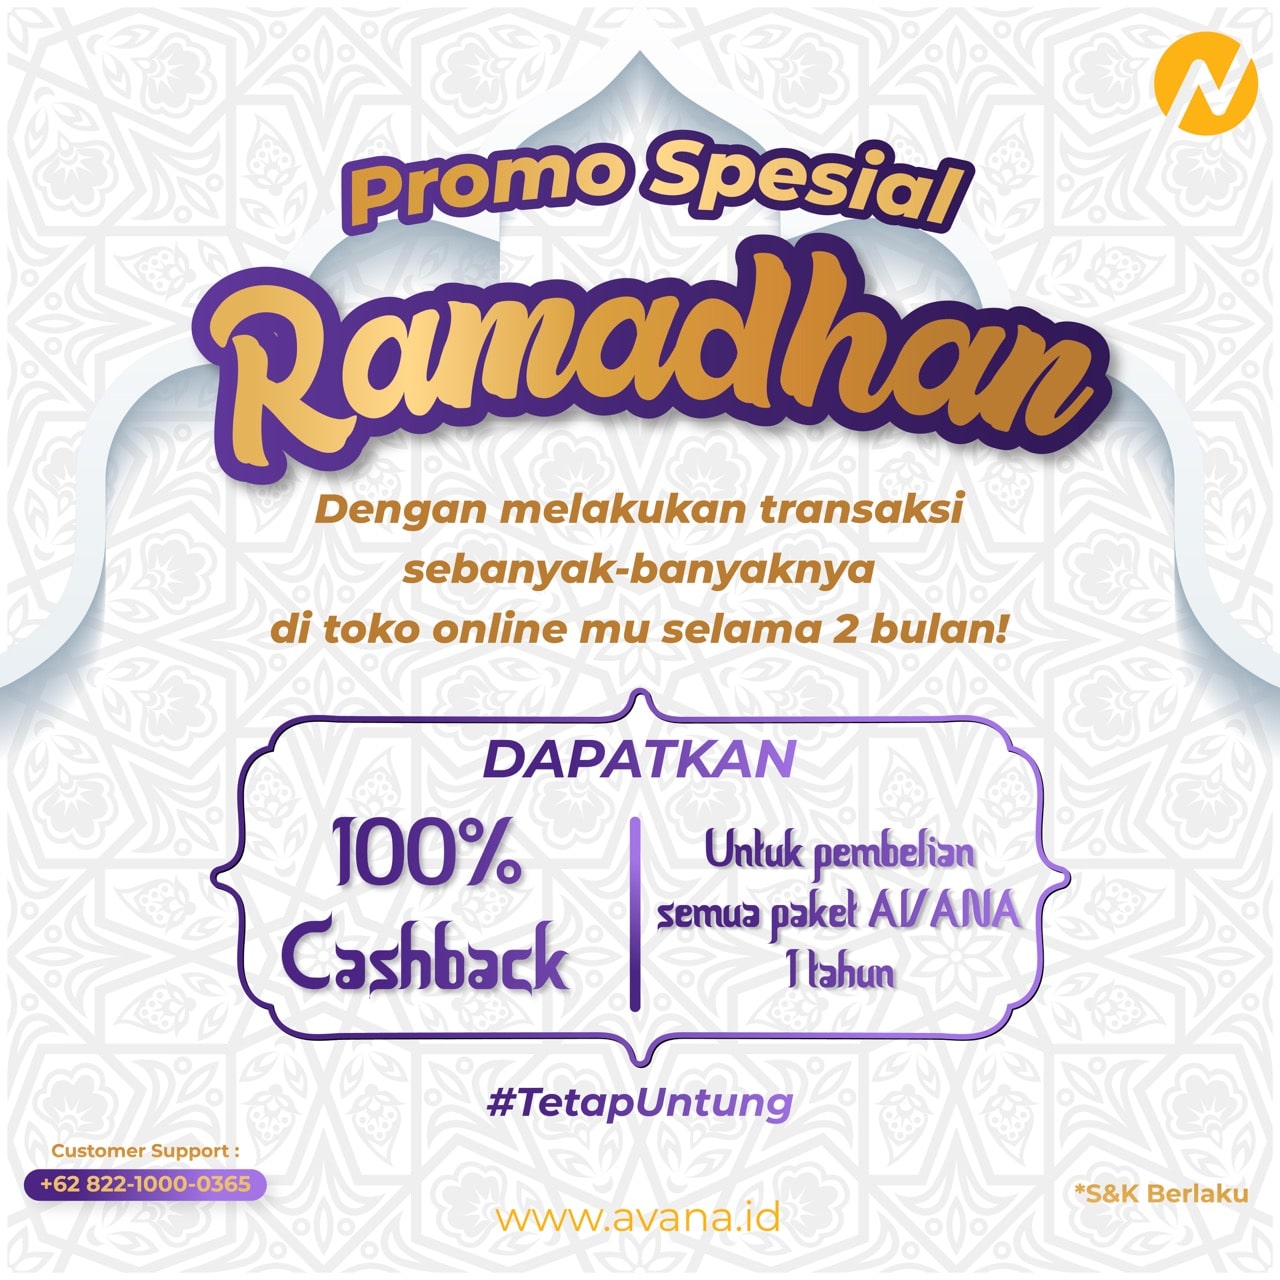 Promo Spesial
Ramadhan
Dengan melakukan transaksi
sebanyak-banyaknya
di toko online mu selama 2 bulan!
DAPATKAN
100%
Cashback
Untuk pembelian
semua paket AVANA
1 tahun
#TetapUntung
Customer Support :
+62 822-1000-0365
*S&K Berlaku
www.avana.id